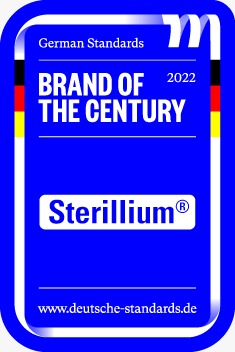 German Standards
2022
BRAND OF
THE CENTURY
Sterillium®
www.deutsche-standards.de